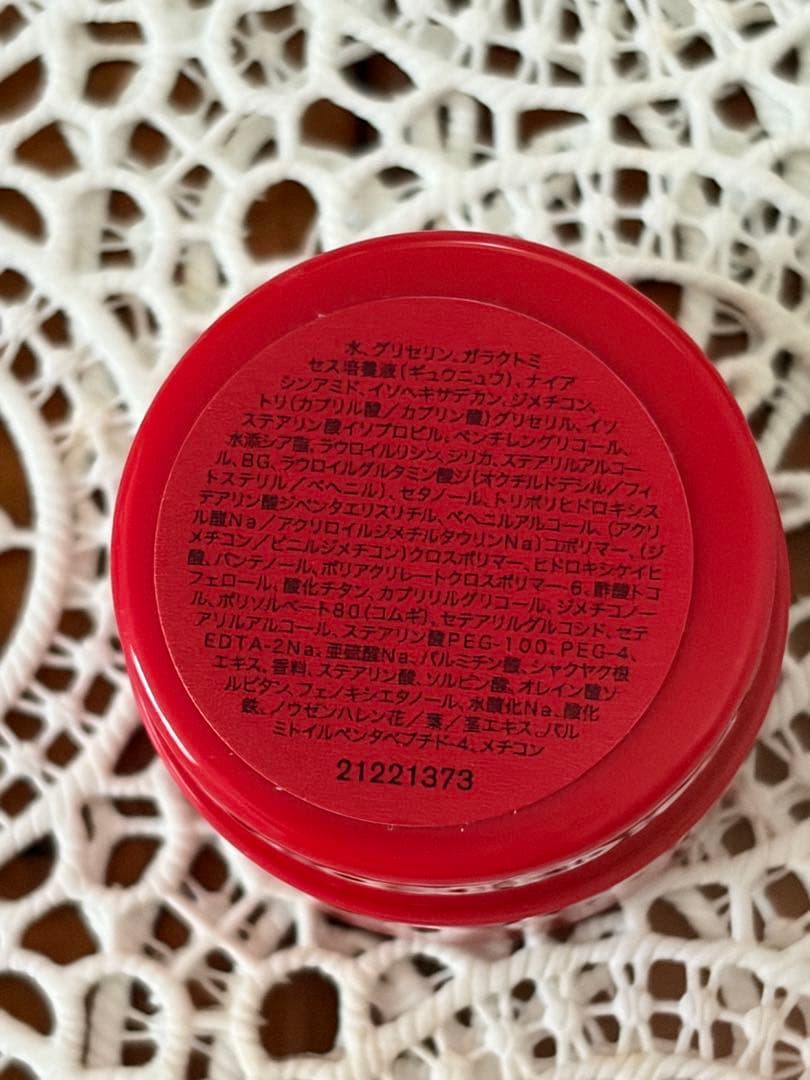 水、グリセリン、ガラクトミ
セス培養液(ギュウニュウ)、ナイア
シンアミド、イソヘキサデカン、ジメチコン、
トリ(カプリル酸/カプリン酸)グリセリル、イソ
ステアリン酸イソプロピル、ペンチレングリコール、
水添シア脂、ラウロイルリシン、シリカ、ステアリルアルコー
ル、BG、ラウロイルグルタミン酸ジ(オクチルドデシル/フィ
トステリル/ベヘニル)、セタノール、トリポリヒドロキシス
テアリン酸ジペンタエリスリチル、ベヘニルアルコール、(アクリ
ル酸Na/アクリロイルジメチルタウリンNa)コポリマー、(ジ
メチコン/ビニルジメチコン)クロスポリマー、ヒドロキシケイヒ
酸、パンテノール、ポリアクリレートクロスポリマー-6、酢酸トコ
フェロール、酸化チタン、カプリリルグリコール、ジメチコノー
ル、ポリソルベート80(コムギ)、セテアリルグルコシド、セテ
アリルアルコール、ステアリン酸PEG-100、PEG-4、
EDTA-2Na、亜硫酸Na、パルミチン酸、シャクヤク根
エキス、香料、ステアリン酸、ソルビン酸、オレイン酸ソ
ルビタン、フェノキシエタノール、水酸化Na、酸化
鉄、ノウゼンハレン花/葉/茎エキス、パル
ミトイルペンタペプチド-4、メチコン
21221373